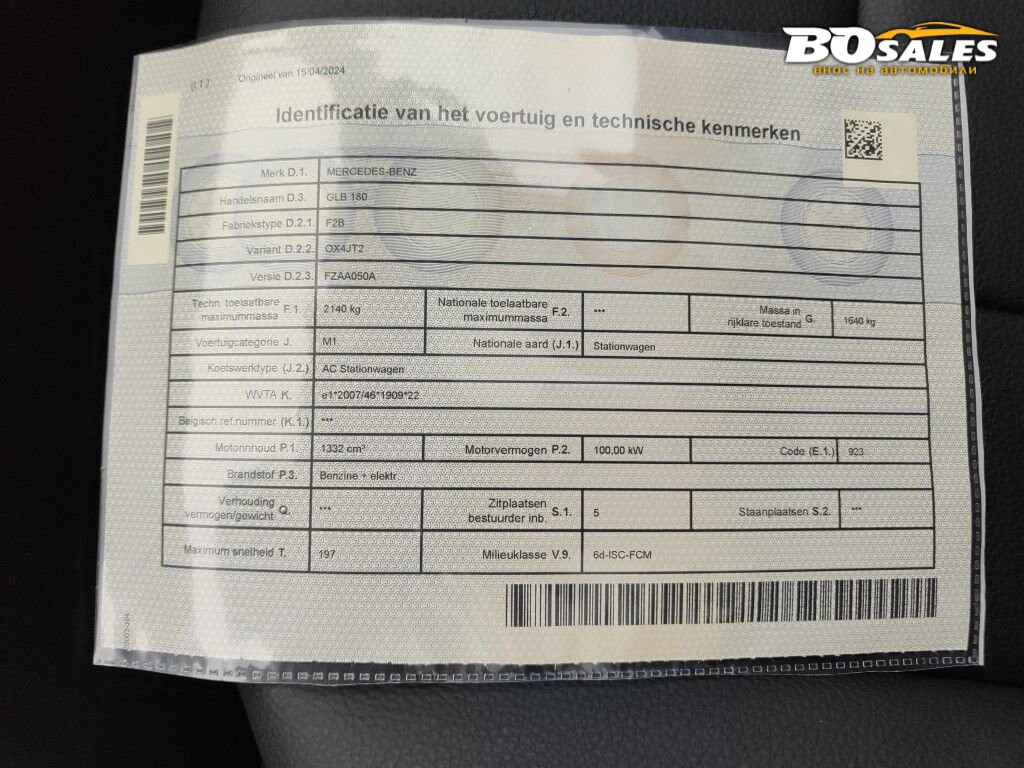 BOSALES
внос на автомобили
(I.1.)
Origineel van 15/04/2024
Identificatie van het voertuig en technische kenmerken
Merk D.1. MERCEDES-BENZ
Handelsnaam D.3. GLB 180
Fabriekstype D.2.1. F2B
Variant D.2.2. OX4JT2
Versie D.2.3. FZAA050A
Techn. toelaatbare maximummassa F.1. 2140 kg Nationale toelaatbare maximummassa F.2. *** Massa in rijklare toestand G. 1640 kg
Voertuigcategorie J. M1 Nationale aard (J.1.) Stationwagen
Koetswerktype (J.2.) AC Stationwagen
WVTA K. e1*2007/46*1909*22
Belgisch ref.nummer (K.1.) ***
Motorinhoud P.1. 1332 cm³ Motorvermogen P.2. 100,00 kW Code (E.1.) 923
Brandstof P.3. Benzine + elektr.
Verhouding vermogen/gewicht Q. *** Zitplaatsen bestuurder inb. S.1. 5 Staanplaatsen S.2. ***
Maximum snelheid T. 197 Milieuklasse V.9. 6d-ISC-FCM